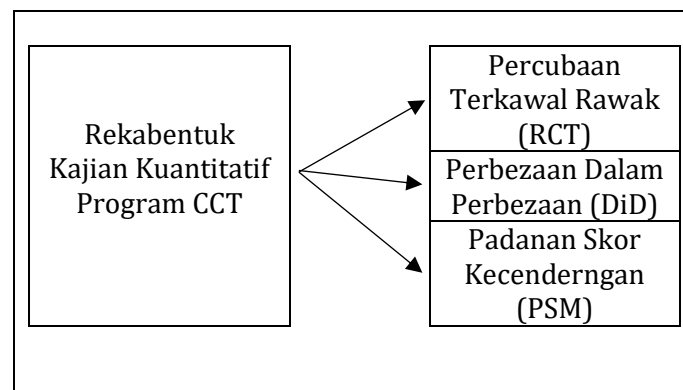 Rekabentuk
Kajian Kuantitatif
Program CCT
Percubaan
Terkawal Rawak
(RCT)
Perbezaan Dalam
Perbezaan (DiD)
Padanan Skor
Kecenderngan
(PSM)